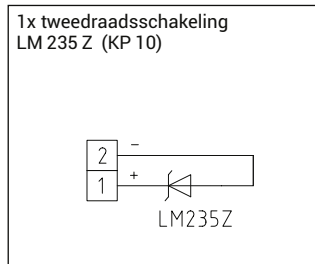 1x tweedraadsschakeling
LM 235 Z (KP 10)
2 -
1 +
LM235Z